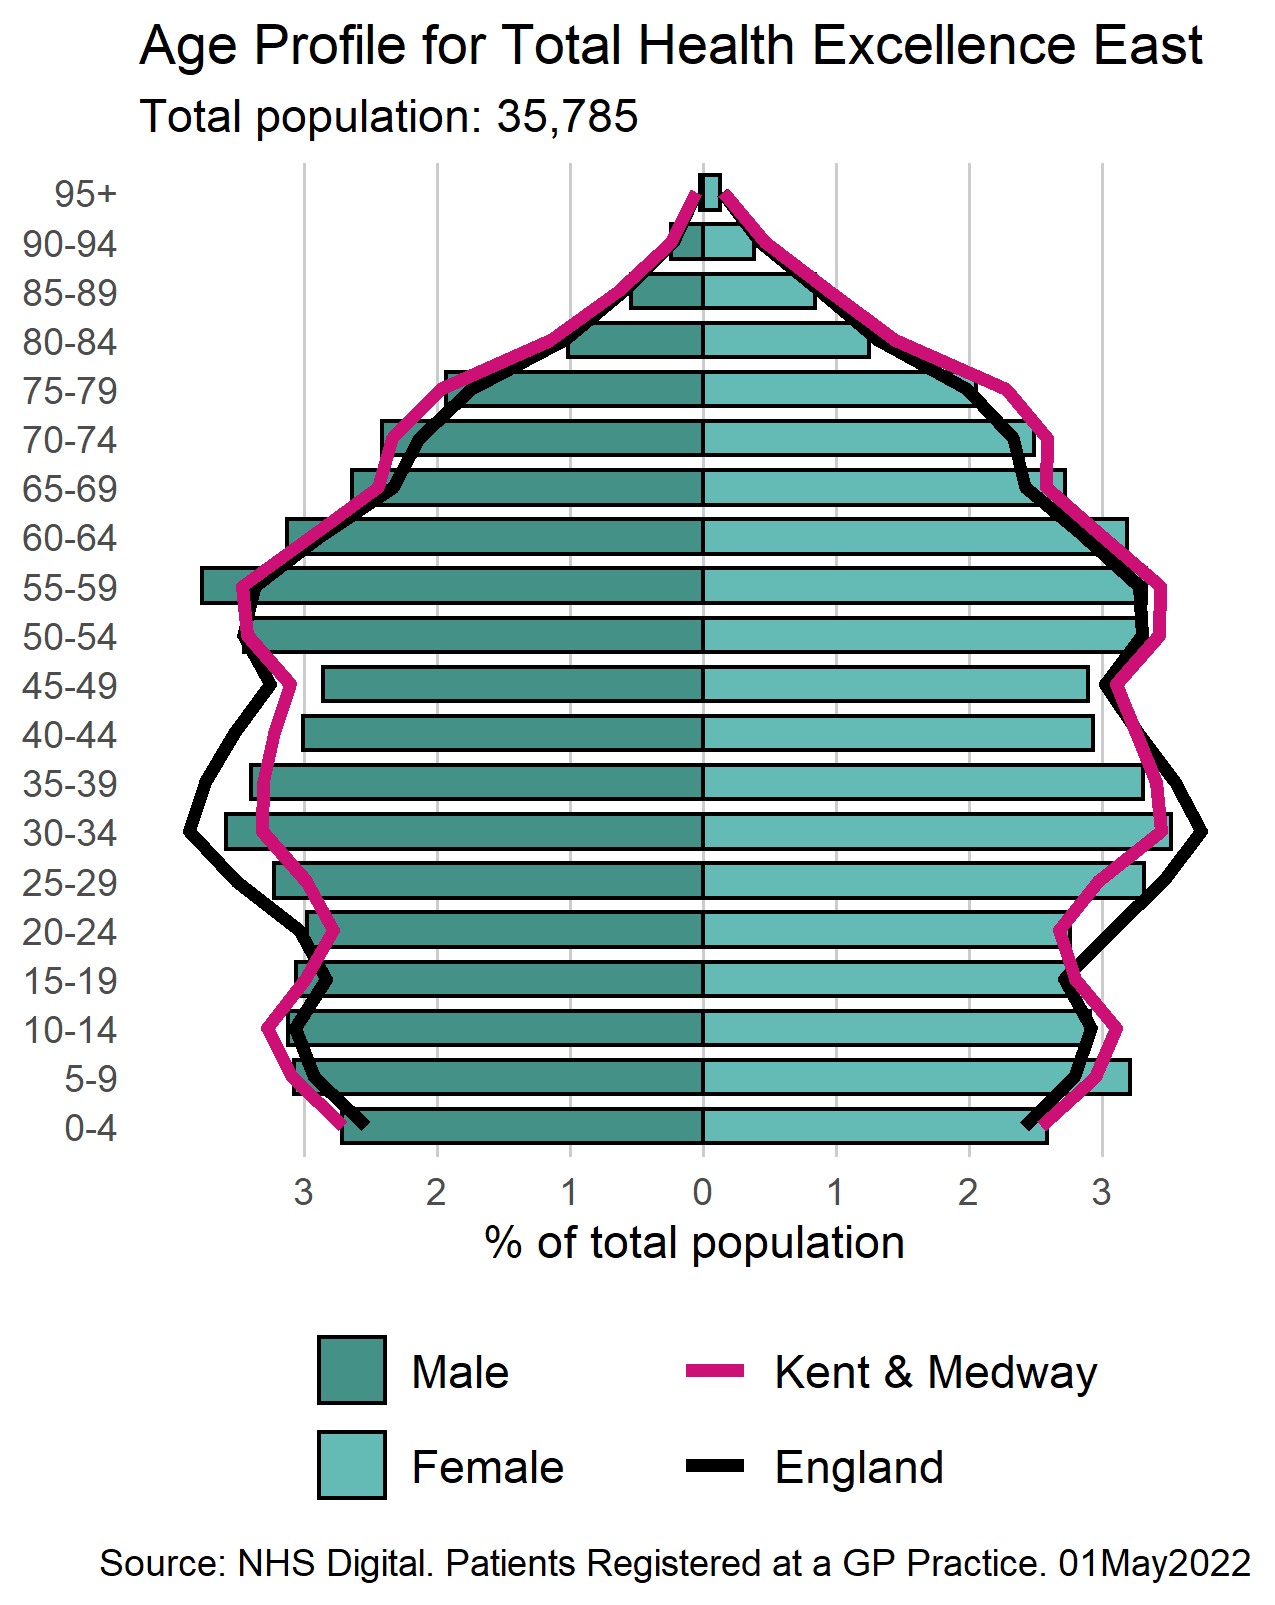 Age Profile for Total Health Excellence East
Total population: 35,785
95+
90-94
85-89
80-84
75-79
70-74
65-69
60-64
55-59
50-54
45-49
40-44
35-39
30-34
25-29
20-24
15-19
10-14
5-9
0-4
3 2 1 0 1 2 3
% of total population
Male Kent & Medway
Female England
Source: NHS Digital. Patients Registered at a GP Practice. 01May2022